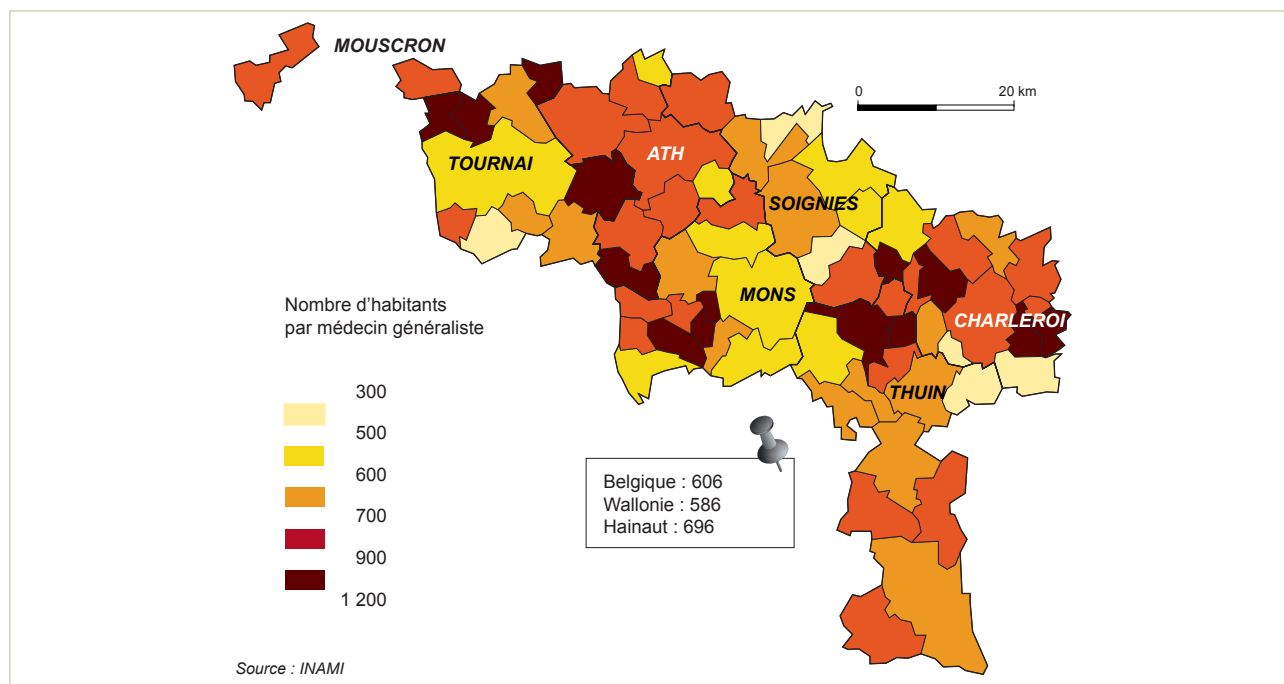 MOUSCRON
0
20 km
TOURNAI
ATH
SOIGNIES
MONS
CHARLEROI
THUIN
Nombre d'habitants
par médecin généraliste
300
500
600
700
900
1 200
Belgique : 606
Wallonie : 586
Hainaut : 696
Source : INAMI